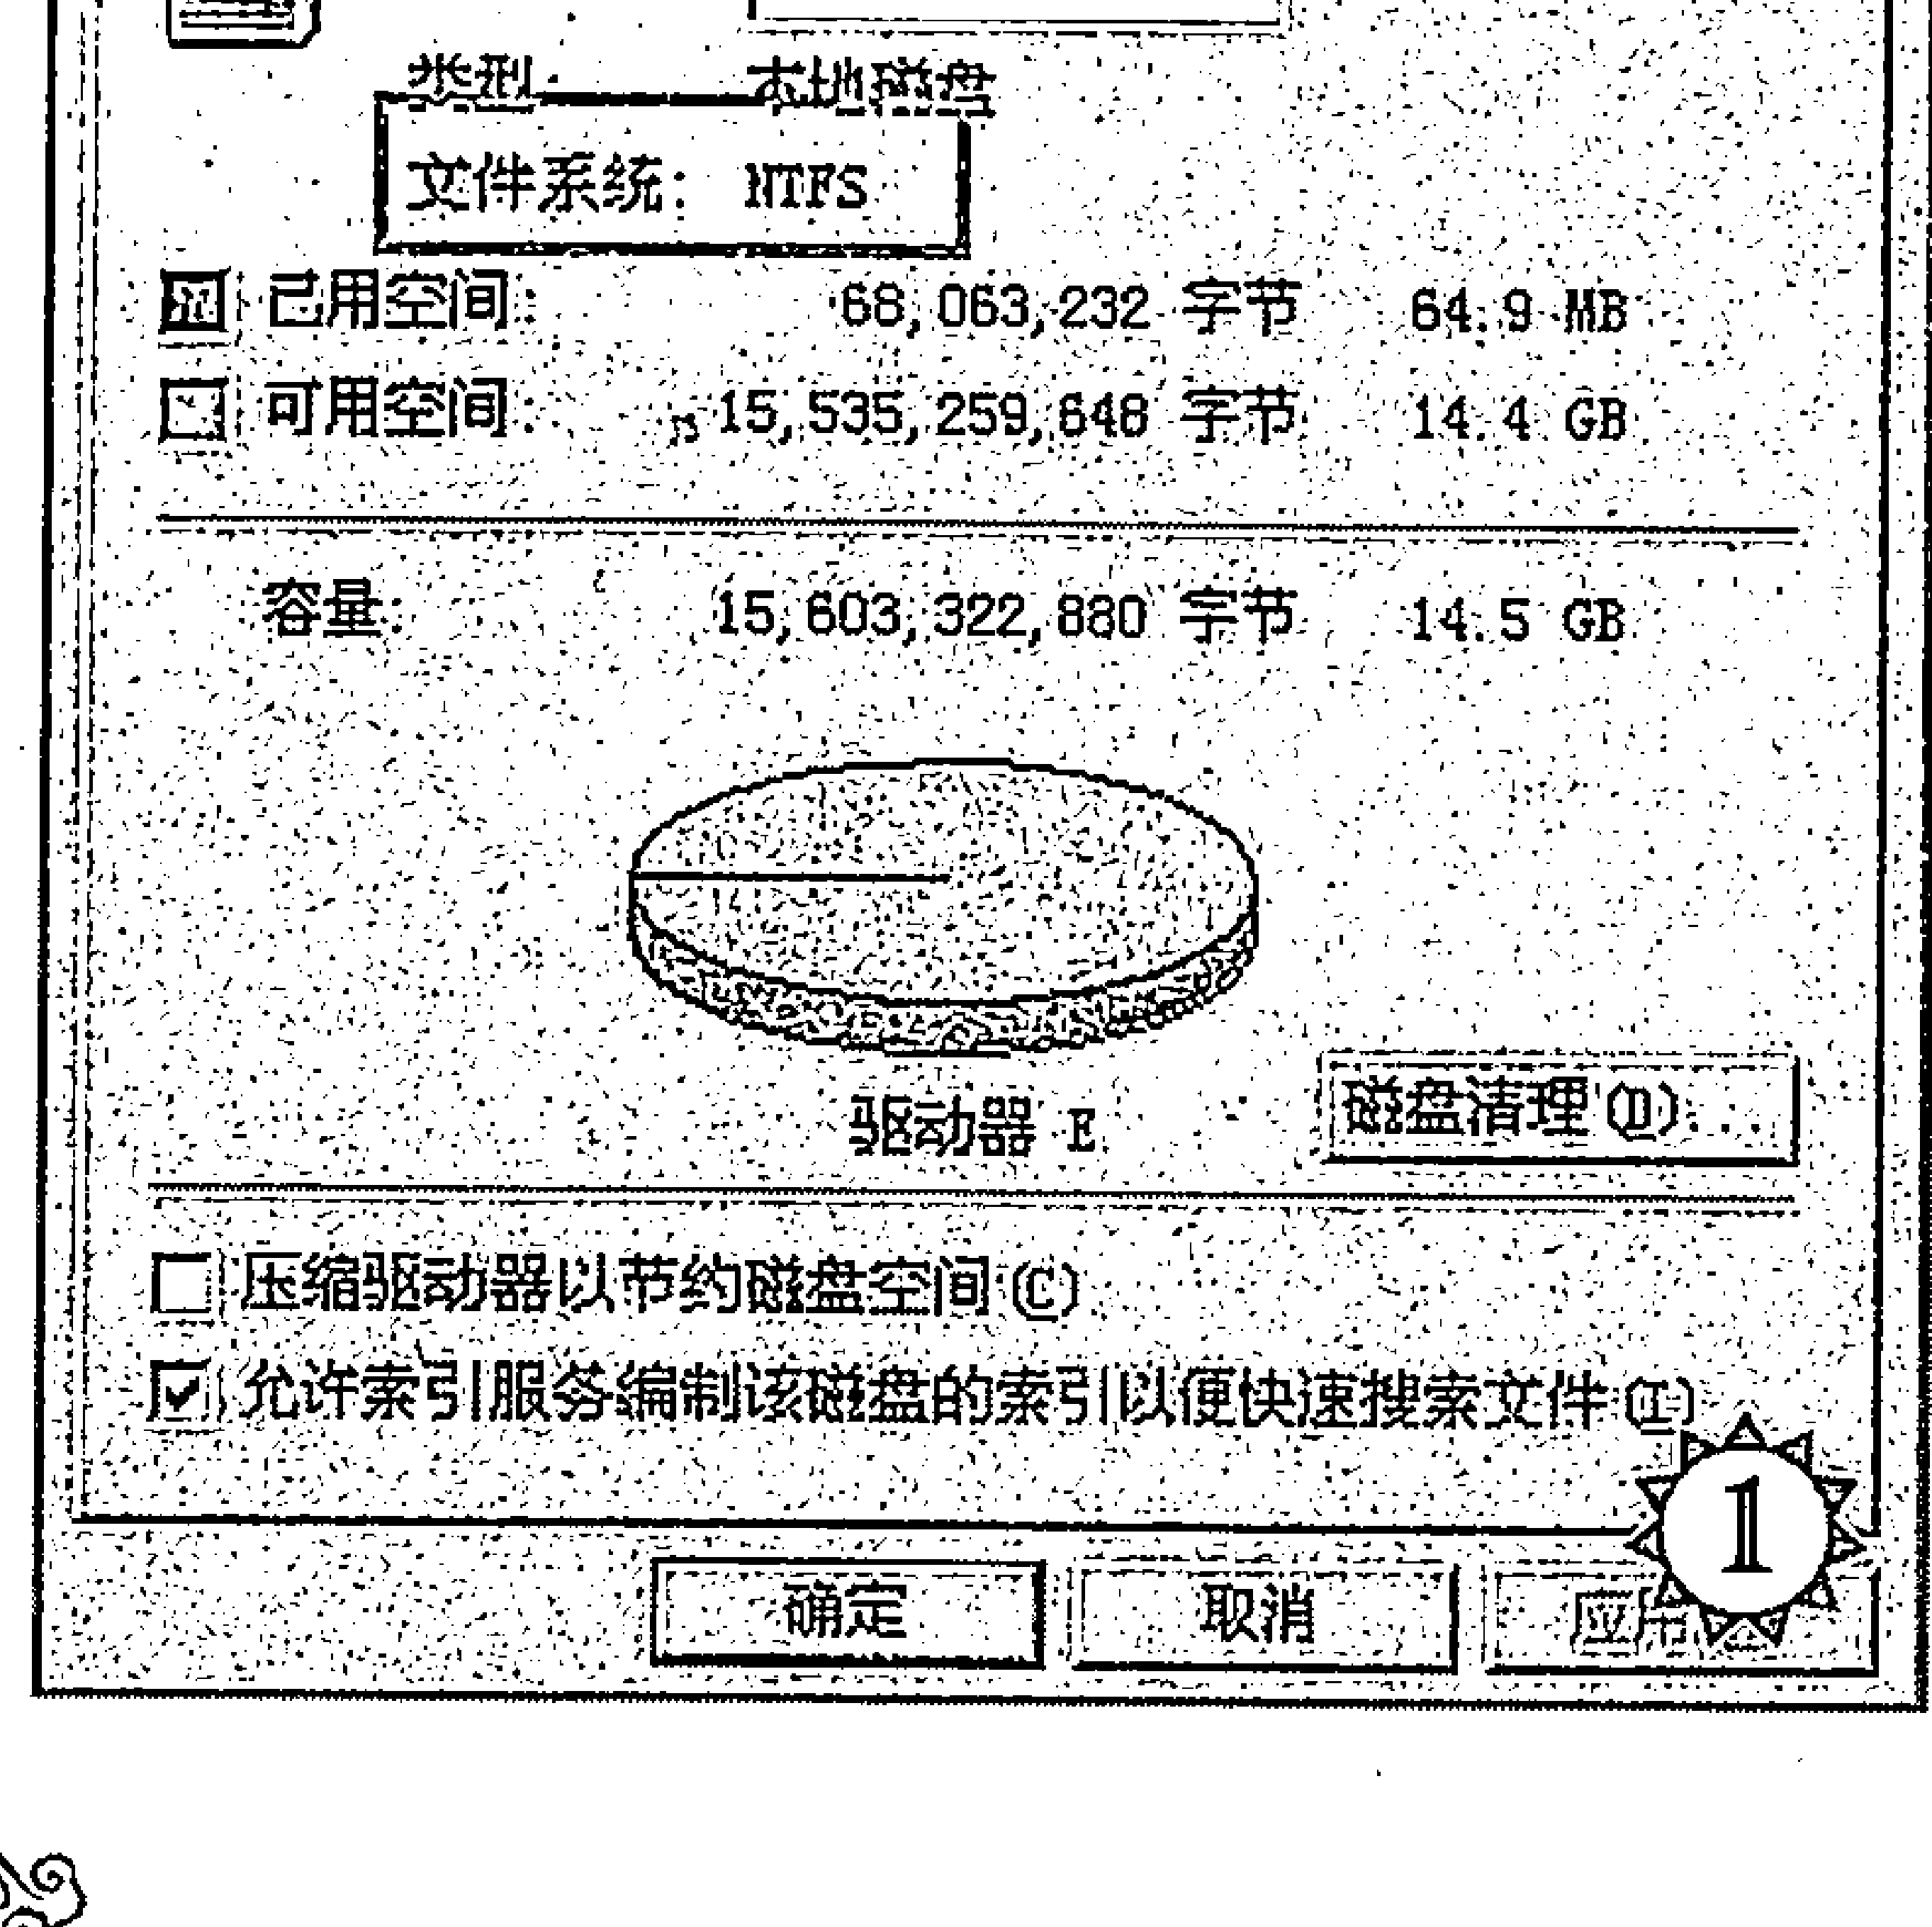 类型: 本地磁盘
文件系统: NTFS
已用空间: 68,063,232 字节 64.9 MB
可用空间: 15,535,259,648 字节 14.4 GB
容量: 15,603,322,880 字节 14.5 GB
驱动器 E
磁盘清理(D)...
压缩驱动器以节约磁盘空间(C)
允许索引服务编制该磁盘的索引以便快速搜索文件(I)
1
确定 取消 应用